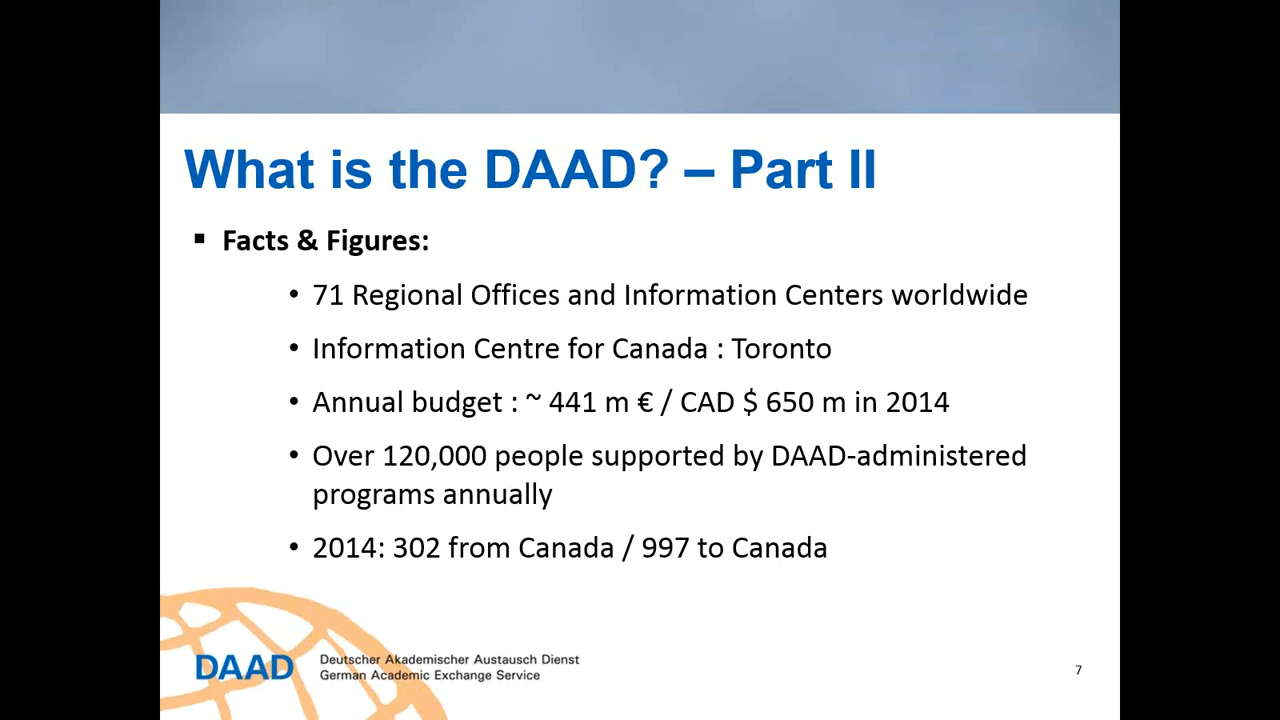 What is the DAAD? – Part II
▪ Facts & Figures:
• 71 Regional Offices and Information Centers worldwide
• Information Centre for Canada : Toronto
• Annual budget : ~ 441 m € / CAD $ 650 m in 2014
• Over 120,000 people supported by DAAD-administered
programs annually
• 2014: 302 from Canada / 997 to Canada
DAAD
Deutscher Akademischer Austausch Dienst
German Academic Exchange Service
7